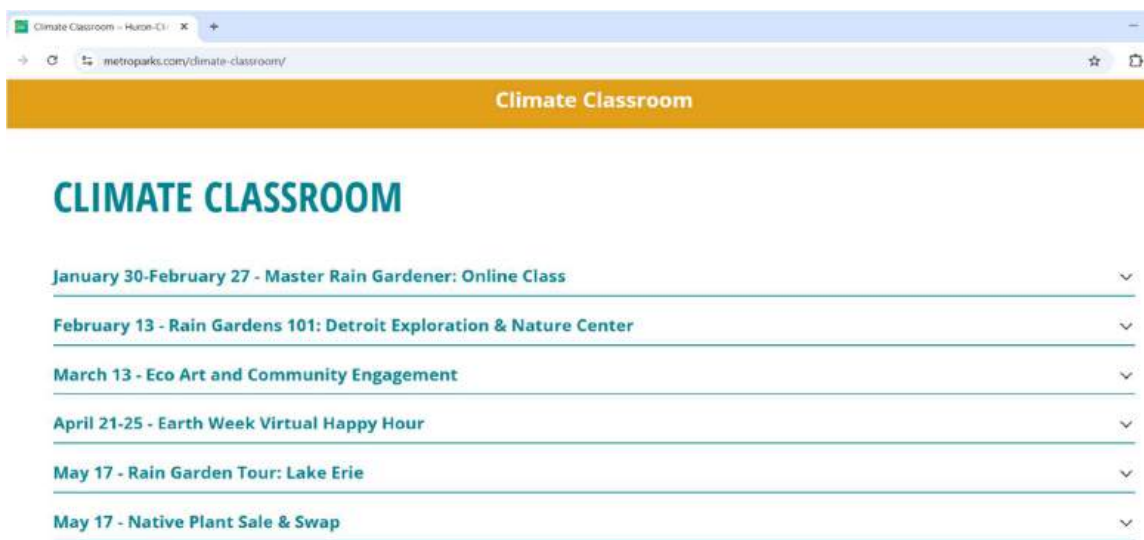 Climate Classroom – Huron-Cl
metroparks.com/climate-classroom/
Climate Classroom
CLIMATE CLASSROOM
January 30-February 27 - Master Rain Gardener: Online Class
February 13 - Rain Gardens 101: Detroit Exploration & Nature Center
March 13 - Eco Art and Community Engagement
April 21-25 - Earth Week Virtual Happy Hour
May 17 - Rain Garden Tour: Lake Erie
May 17 - Native Plant Sale & Swap